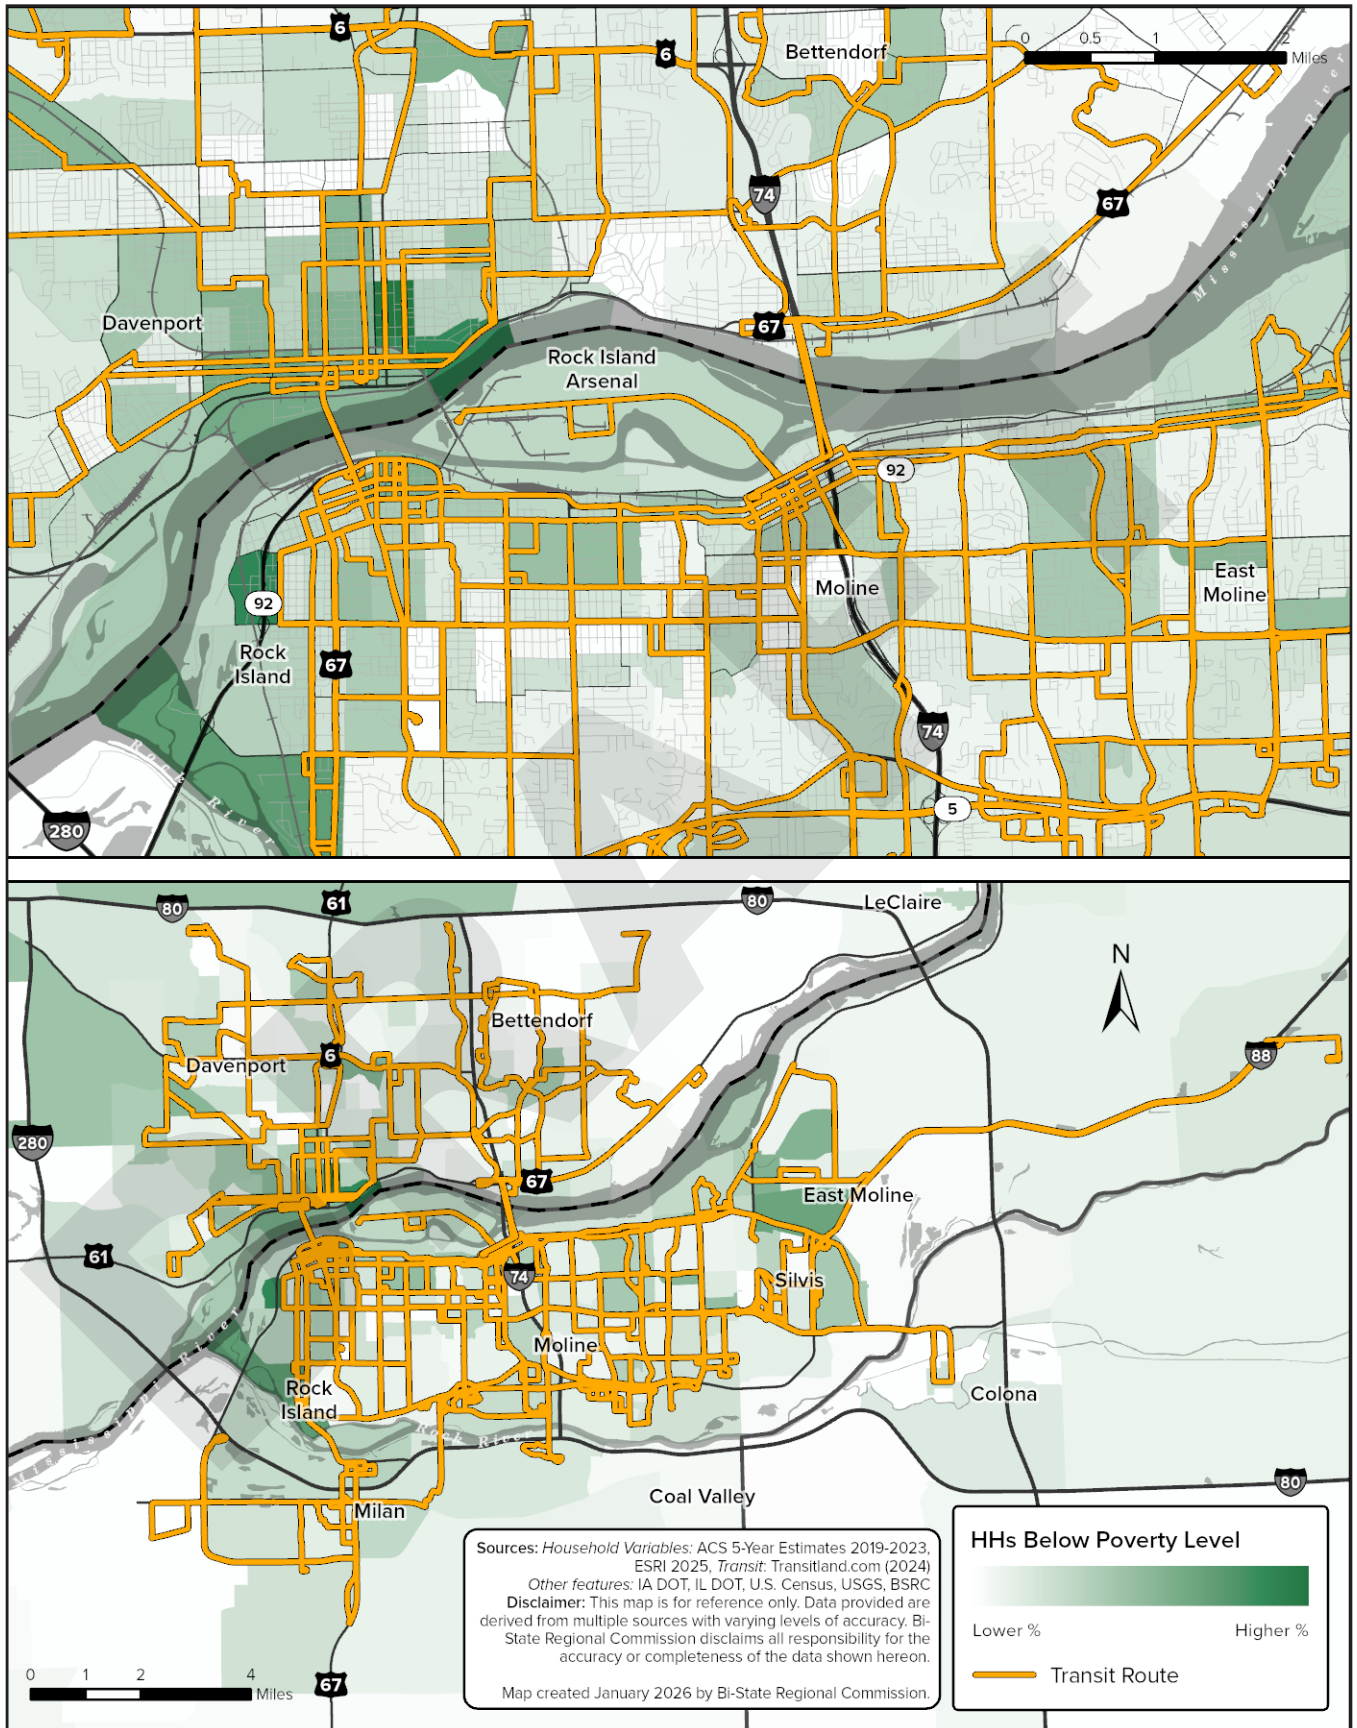 6
6
Bettendorf
0 0.5 1 2
Miles
Mississippi River
74
67
Davenport
67
Rock Island
Arsenal
92
92
Moline
East
Moline
Rock
Island
67
74
Rock River
280
5
80
61
80
LeClaire
N
Bettendorf
6
Davenport
88
280
67
East Moline
61
74
Silvis
Mississippi River
Moline
Rock
Island
Colona
Rock River
80
Coal Valley
Milan
HHs Below Poverty Level
Lower % Higher %
Transit Route
Sources: Household Variables: ACS 5-Year Estimates 2019-2023,
ESRI 2025, Transit: Transitland.com (2024)
Other features: IA DOT, IL DOT, U.S. Census, USGS, BSRC
Disclaimer: This map is for reference only. Data provided are
derived from multiple sources with varying levels of accuracy. Bi-
State Regional Commission disclaims all responsibility for the
accuracy or completeness of the data shown hereon.
Map created January 2026 by Bi-State Regional Commission.
0 1 2 4
Miles
67